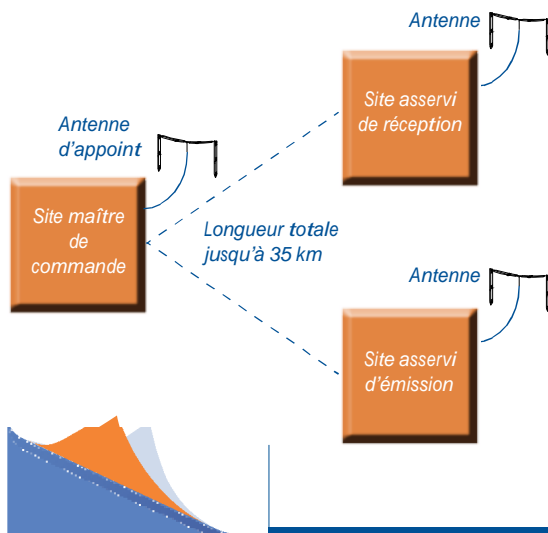 Antenne
Site asservi
de réception
Antenne
d'appoint
Site maître
de
commande
Longueur totale
jusqu'à 35 km
Antenne
Site asservi
d'émission